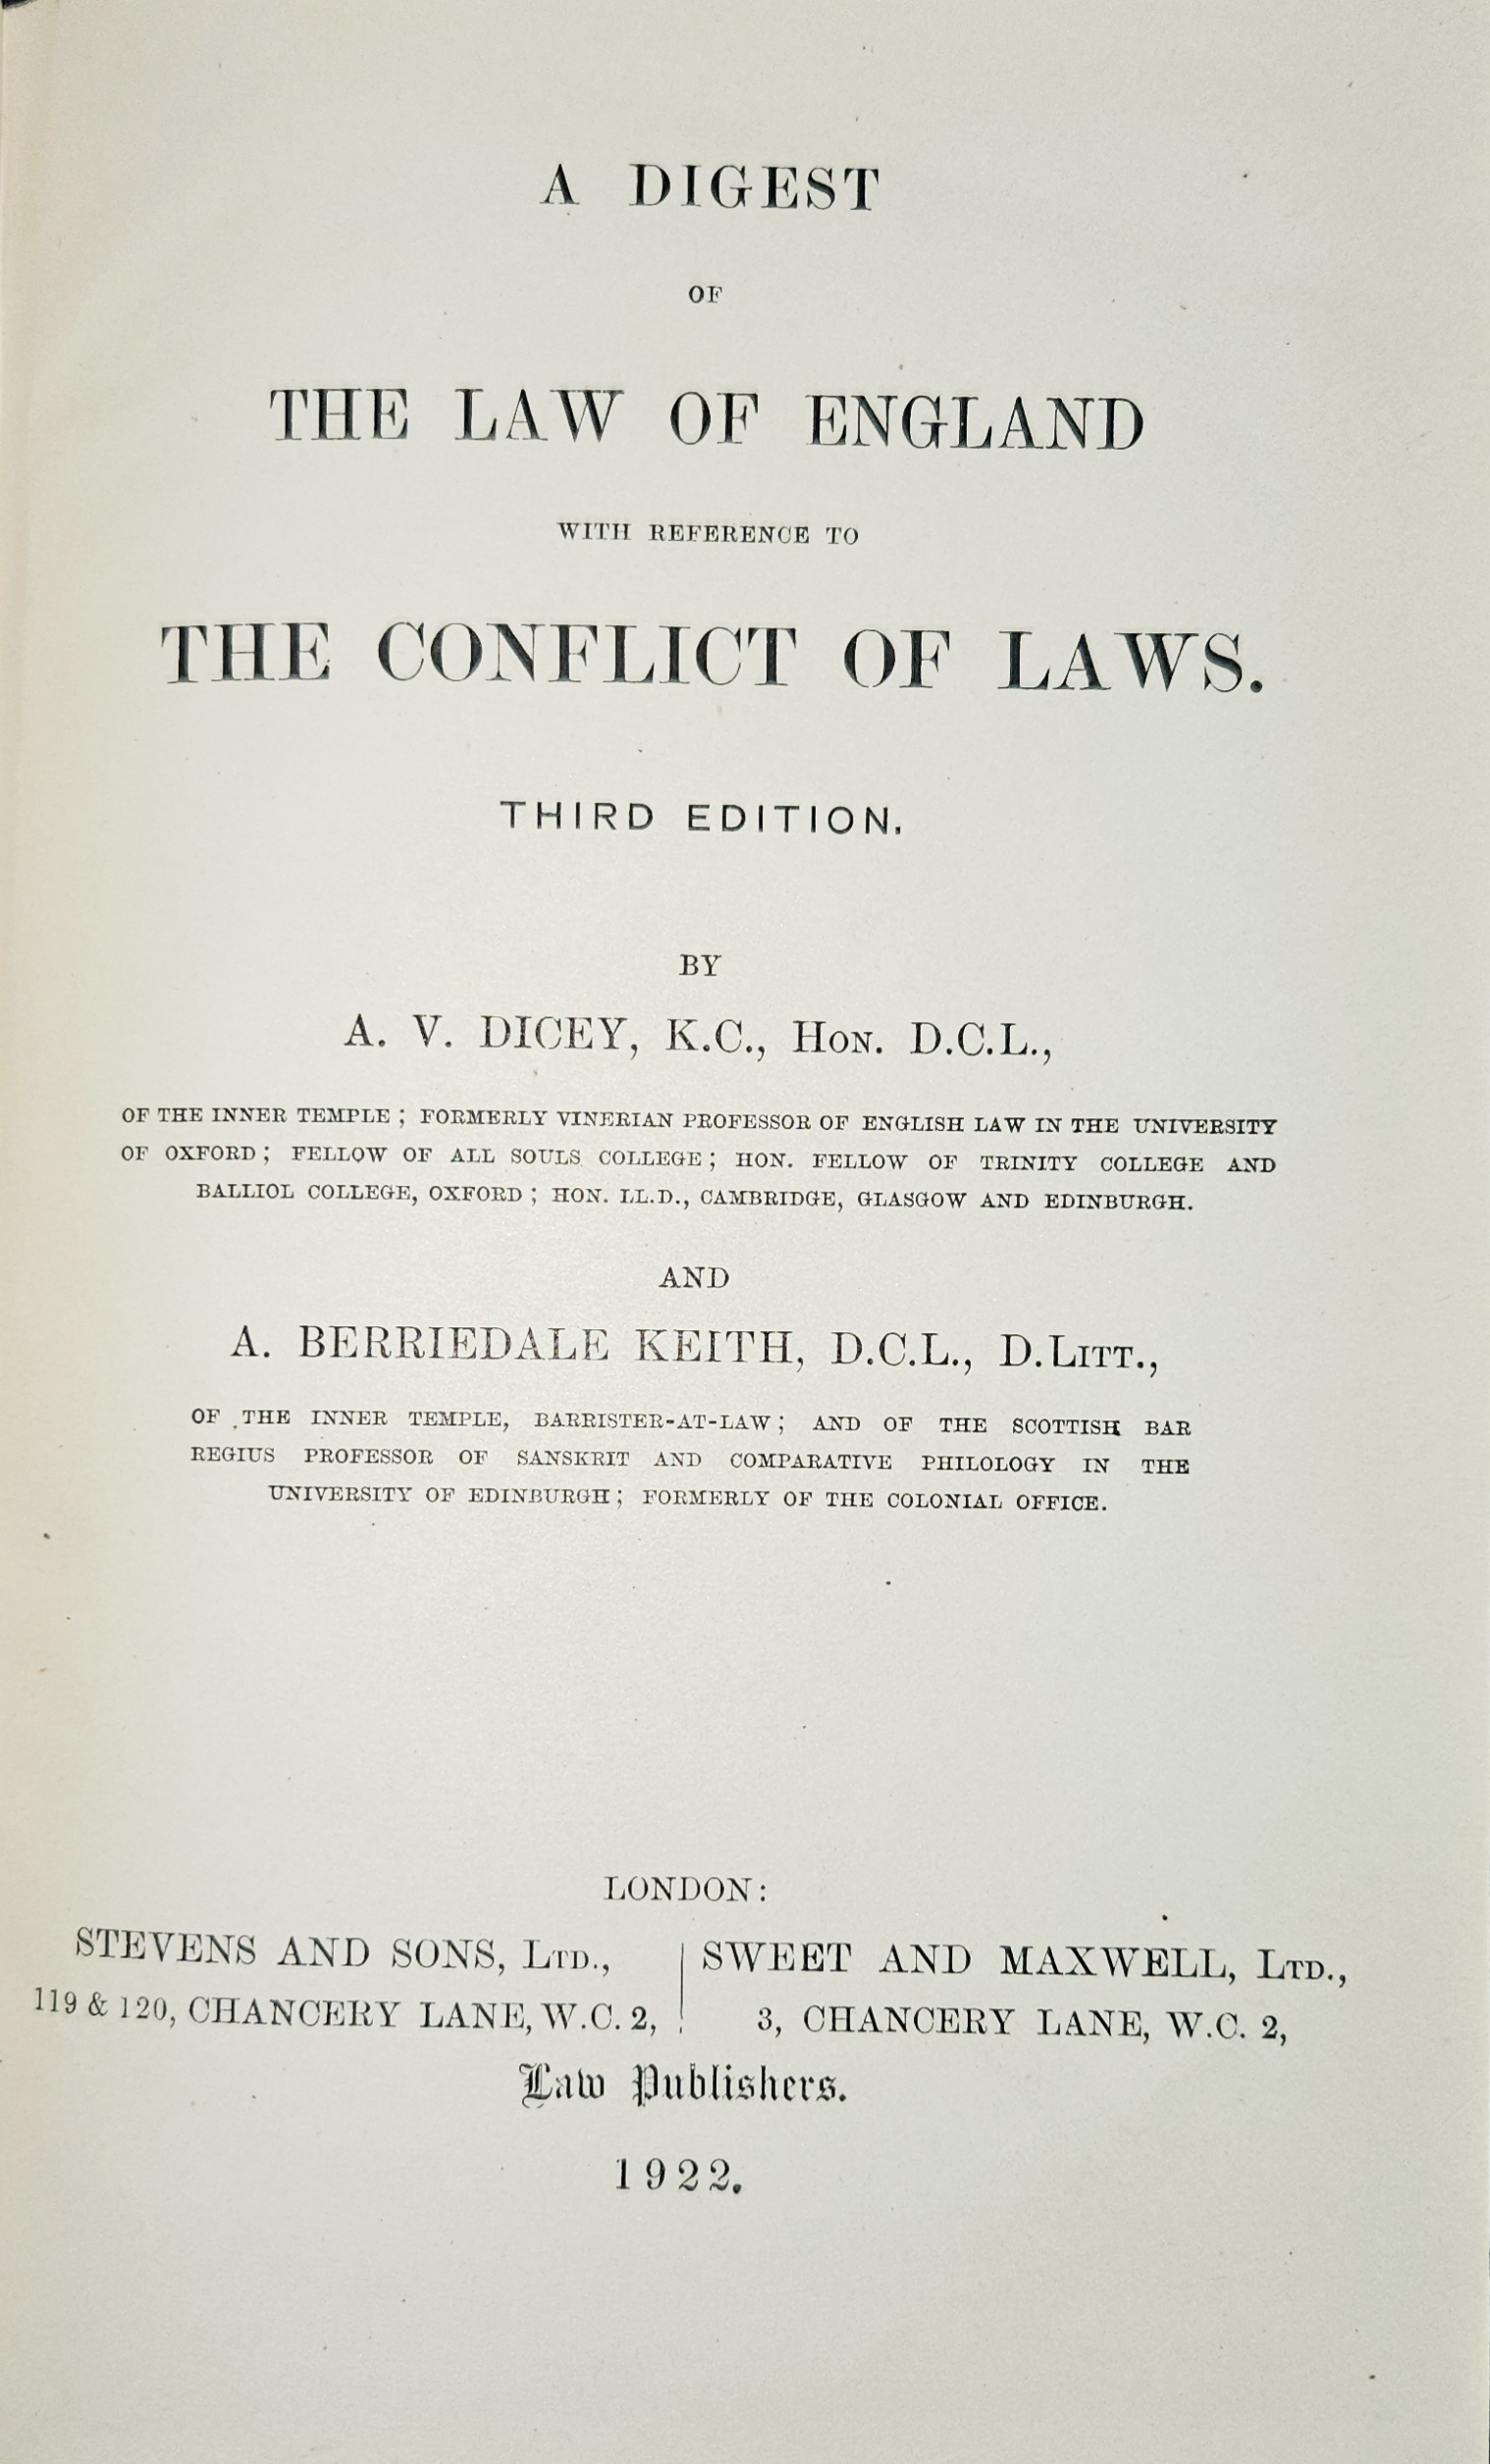 A DIGEST
OF
THE LAW OF ENGLAND
WITH REFERENCE TO
THE CONFLICT OF LAWS.
THIRD EDITION.
BY
A. V. DICEY, K.C., HON. D.C.L.,
OF THE INNER TEMPLE; FORMERLY VINERIAN PROFESSOR OF ENGLISH LAW IN THE UNIVERSITY
OF OXFORD; FELLOW OF ALL SOULS COLLEGE; HON. FELLOW OF TRINITY COLLEGE AND
BALLIOL COLLEGE, OXFORD; HON. LL.D., CAMBRIDGE, GLASGOW AND EDINBURGH.
AND
A. BERRIEDALE KEITH, D.C.L., D.LITT.,
OF THE INNER TEMPLE, BARRISTER-AT-LAW; AND OF THE SCOTTISH BAR
REGIUS PROFESSOR OF SANSKRIT AND COMPARATIVE PHILOLOGY IN THE
UNIVERSITY OF EDINBURGH; FORMERLY OF THE COLONIAL OFFICE.
LONDON:
STEVENS AND SONS, LTD.,
119 & 120, CHANCERY LANE, W.C. 2,
SWEET AND MAXWELL, LTD.,
3, CHANCERY LANE, W.C. 2,
Law Publishers.
1922.